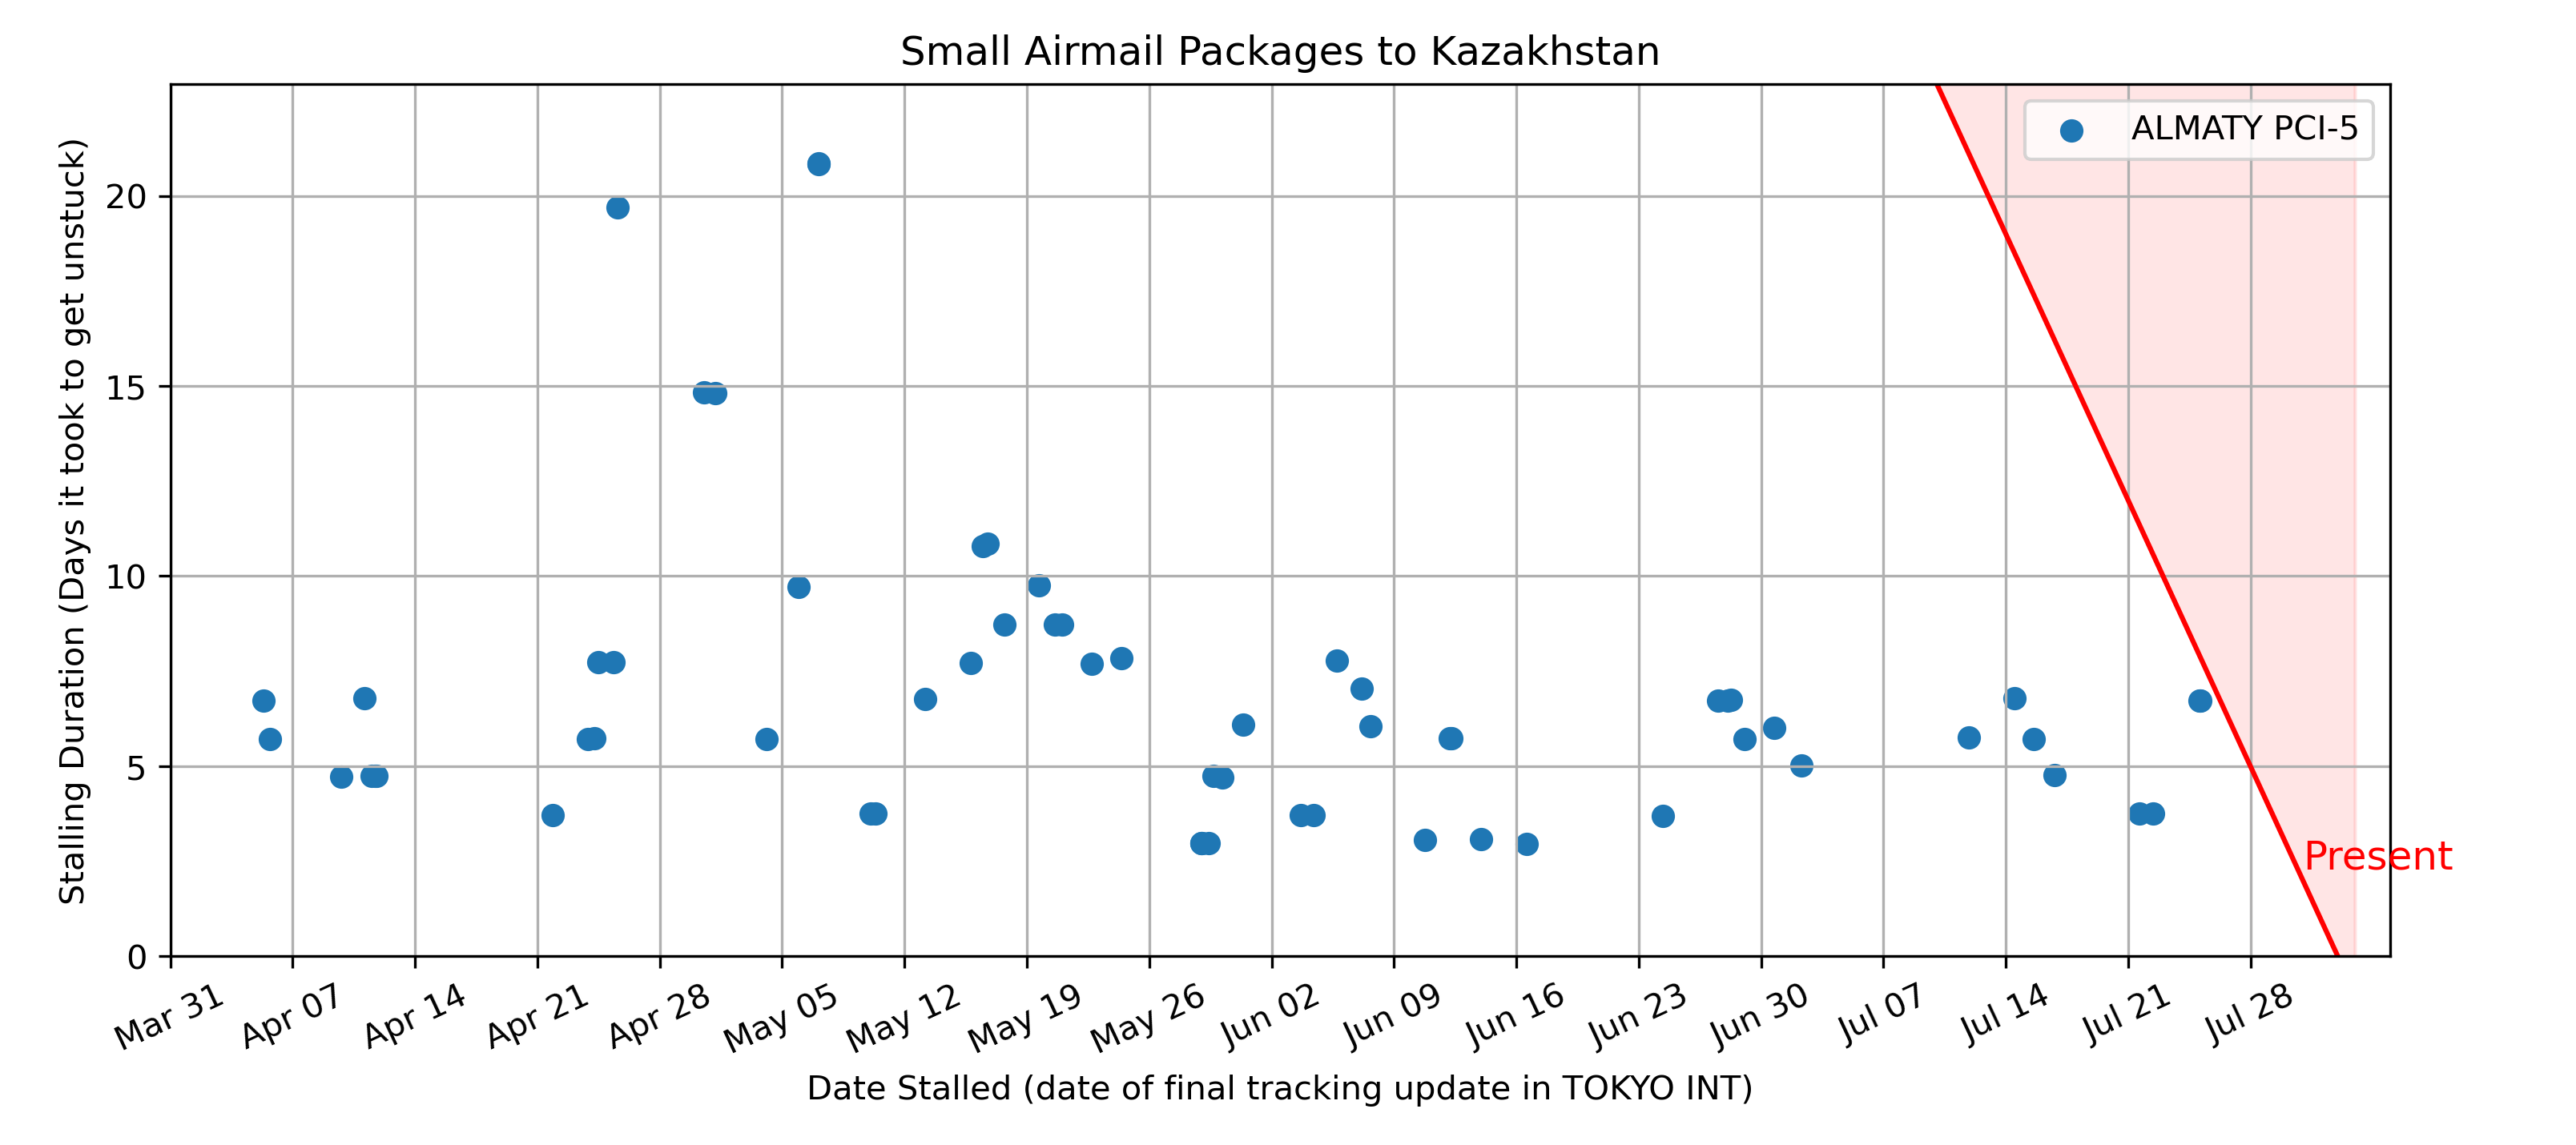 Small Airmail Packages to Kazakhstan
ALMATY PCI-5
Stalling Duration (Days it took to get unstuck)
20
15
10
5
0
Present
Mar 31
Apr 07
Apr 14
Apr 21
Apr 28
May 05
May 12
May 19
May 26
Jun 02
Jun 09
Jun 16
Jun 23
Jun 30
Jul 07
Jul 14
Jul 21
Jul 28
Date Stalled (date of final tracking update in TOKYO INT)